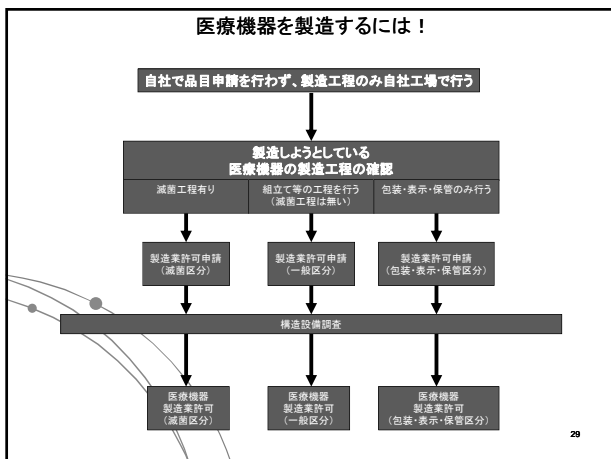 医療機器を製造するには！
自社で品目申請を行わず、製造工程のみ自社工場で行う
製造しようとしている
医療機器の製造工程の確認
滅菌工程有り
組立て等の工程を行う
（滅菌工程は無い）
包装・表示・保管のみ行う
製造業許可申請
（滅菌区分）
製造業許可申請
（一般区分）
製造業許可申請
（包装・表示・保管区分）
構造設備調査
医療機器
製造業許可
（滅菌区分）
医療機器
製造業許可
（一般区分）
医療機器
製造業許可
（包装・表示・保管区分）
29